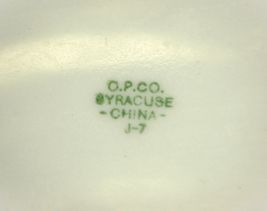 O.P.CO.
SYRACUSE
-CHINA-
J-7